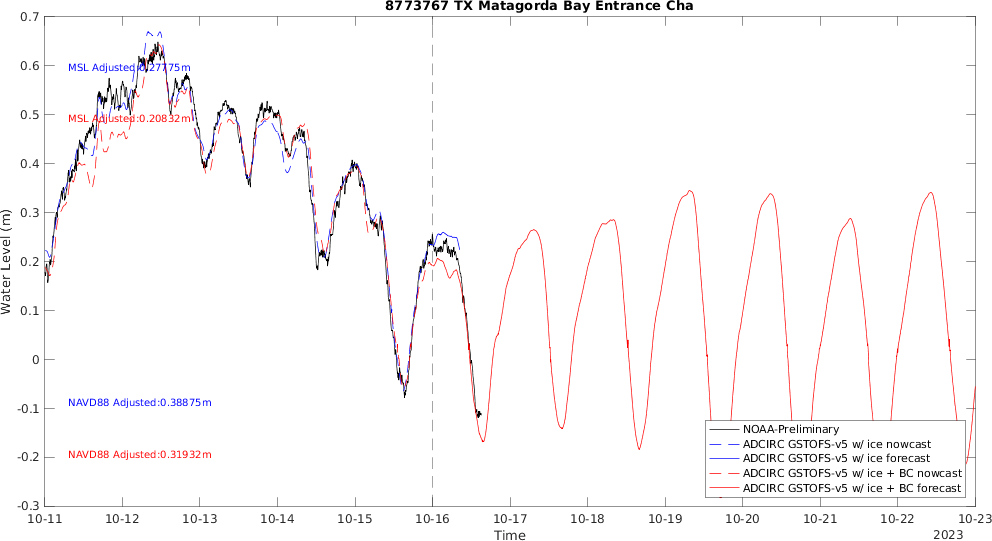 8773767 TX Matagorda Bay Entrance Cha
0.7
0.6
0.5
0.4
0.3
0.2
0.1
0
-0.1
-0.2
-0.3
Water Level (m)
MSL Adjusted:0.27775m
MSL Adjusted:0.20832m
NAVD88 Adjusted:0.38875m
NAVD88 Adjusted:0.31932m
NOAA-Preliminary
ADCIRC GSTOFS-v5 w/ ice nowcast
ADCIRC GSTOFS-v5 w/ ice forecast
ADCIRC GSTOFS-v5 w/ ice + BC nowcast
ADCIRC GSTOFS-v5 w/ ice + BC forecast
10-11 10-12 10-13 10-14 10-15 10-16 10-17 10-18 10-19 10-20 10-21 10-22 10-23
Time
2023